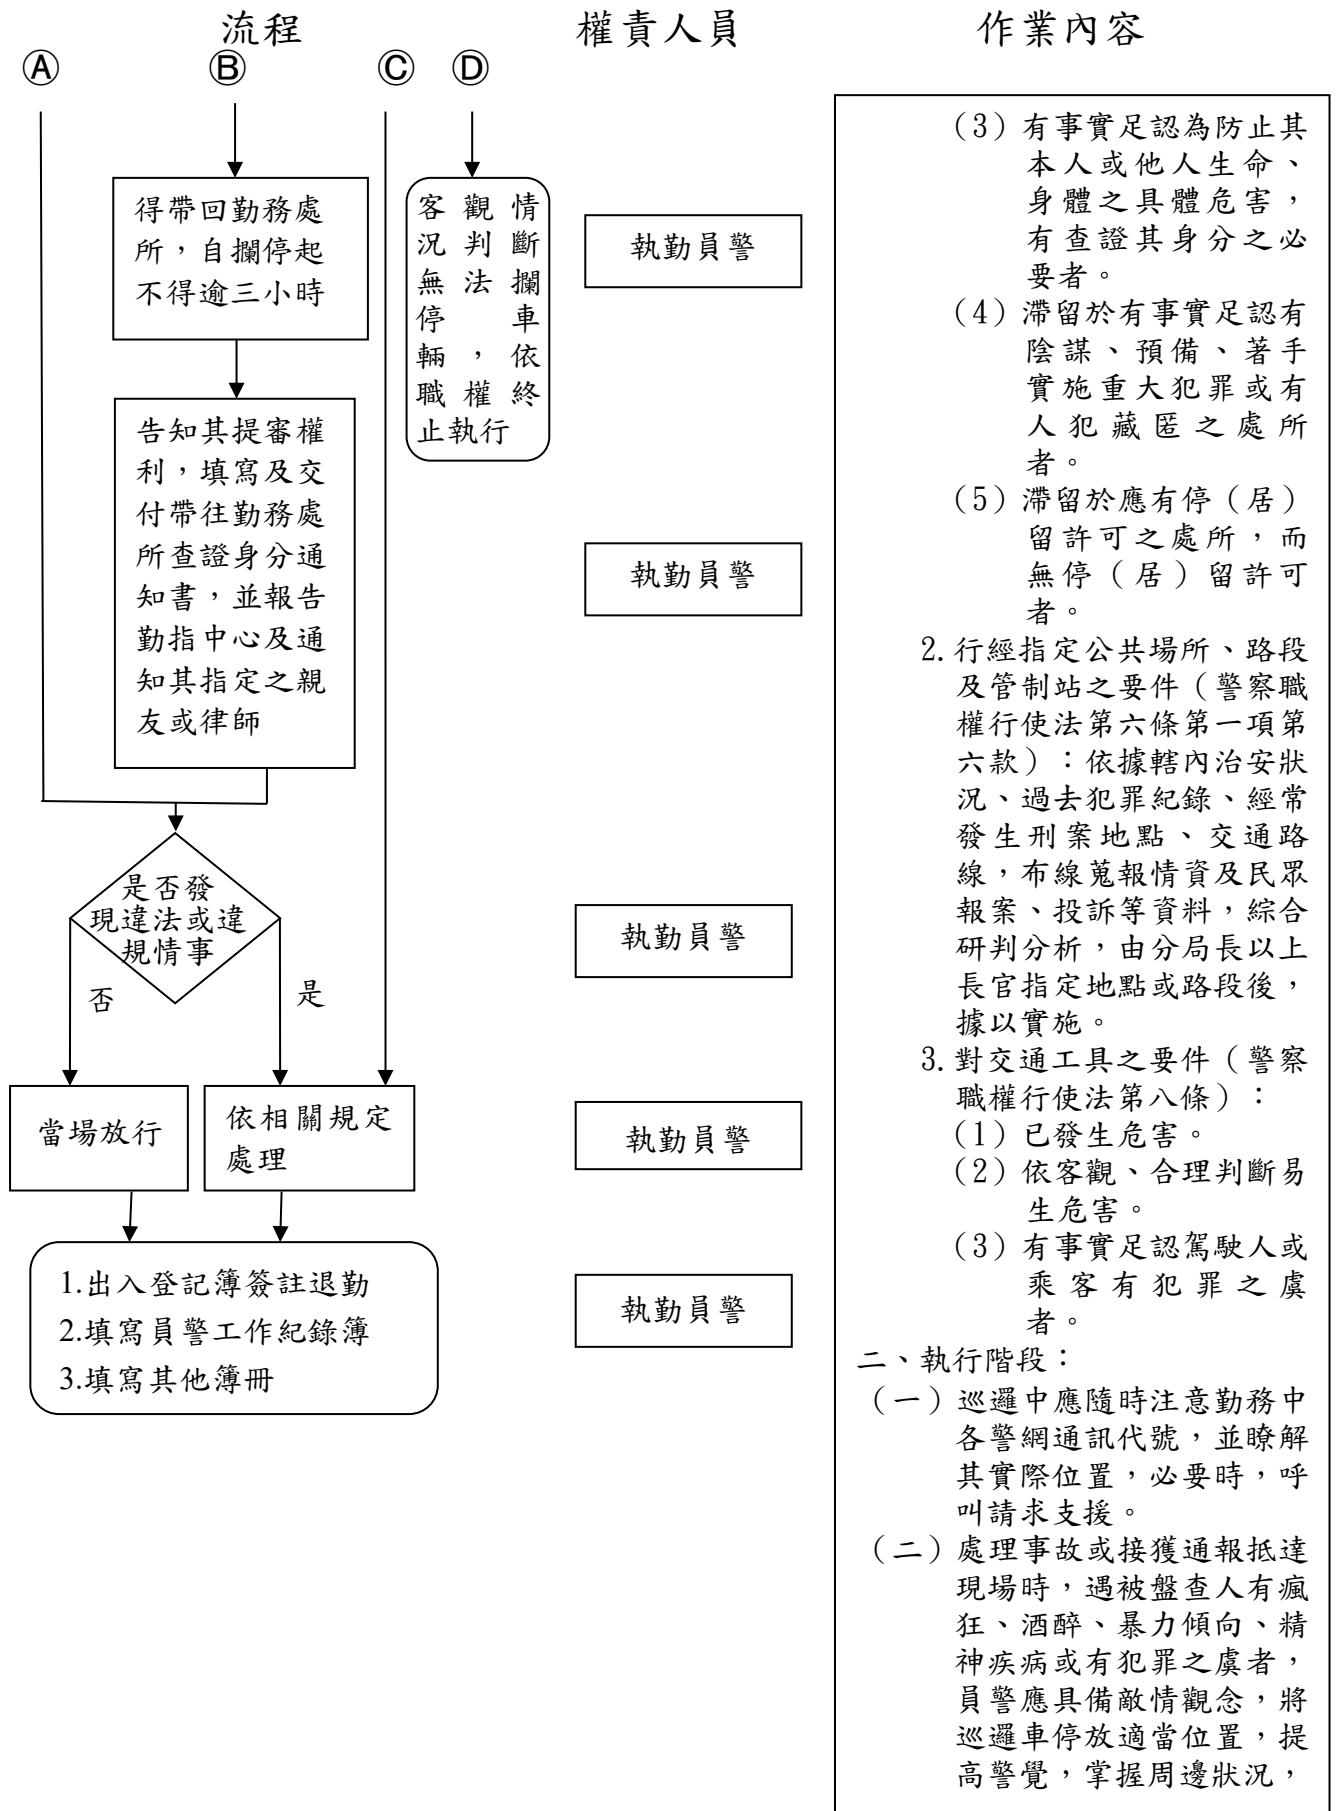 流程
權責人員
作業內容
Ⓐ
Ⓑ
Ⓒ
Ⓓ
得帶回勤務處
所，自攔停起
不得逾三小時
客觀情
況判斷
無法攔
停車
輛，依
職權終
止執行
執勤員警
告知其提審權
利，填寫及交
付帶往勤務處
所查證身分通
知書，並報告
勤指中心及通
知其指定之親
友或律師
執勤員警
是否發
現違法或違
規情事
執勤員警
否
是
當場放行
依相關規定
處理
執勤員警
1.出入登記簿簽註退勤
2.填寫員警工作紀錄簿
3.填寫其他簿冊
執勤員警
（3）有事實足認為防止其
本人或他人生命、
身體之具體危害，
有查證其身分之必
要者。
（4）滯留於有事實足認有
陰謀、預備、著手
實施重大犯罪或有
人犯藏匿之處所
者。
（5）滯留於應有停（居）
留許可之處所，而
無停（居）留許可
者。
2.行經指定公共場所、路段
及管制站之要件（警察職
權行使法第六條第一項第
六款）：依據轄內治安狀
況、過去犯罪紀錄、經常
發生刑案地點、交通路
線，布線蒐報情資及民眾
報案、投訴等資料，綜合
研判分析，由分局長以上
長官指定地點或路段後，
據以實施。
3.對交通工具之要件（警察
職權行使法第八條）：
（1）已發生危害。
（2）依客觀、合理判斷易
生危害。
（3）有事實足認駕駛人或
乘客有犯罪之虞
者。
二、執行階段：
（一）巡邏中應隨時注意勤務中
各警網通訊代號，並瞭解
其實際位置，必要時，呼
叫請求支援。
（二）處理事故或接獲通報抵達
現場時，遇被盤查人有瘋
狂、酒醉、暴力傾向、精
神疾病或有犯罪之虞者，
員警應具備敵情觀念，將
巡邏車停放適當位置，提
高警覺，掌握周邊狀況，